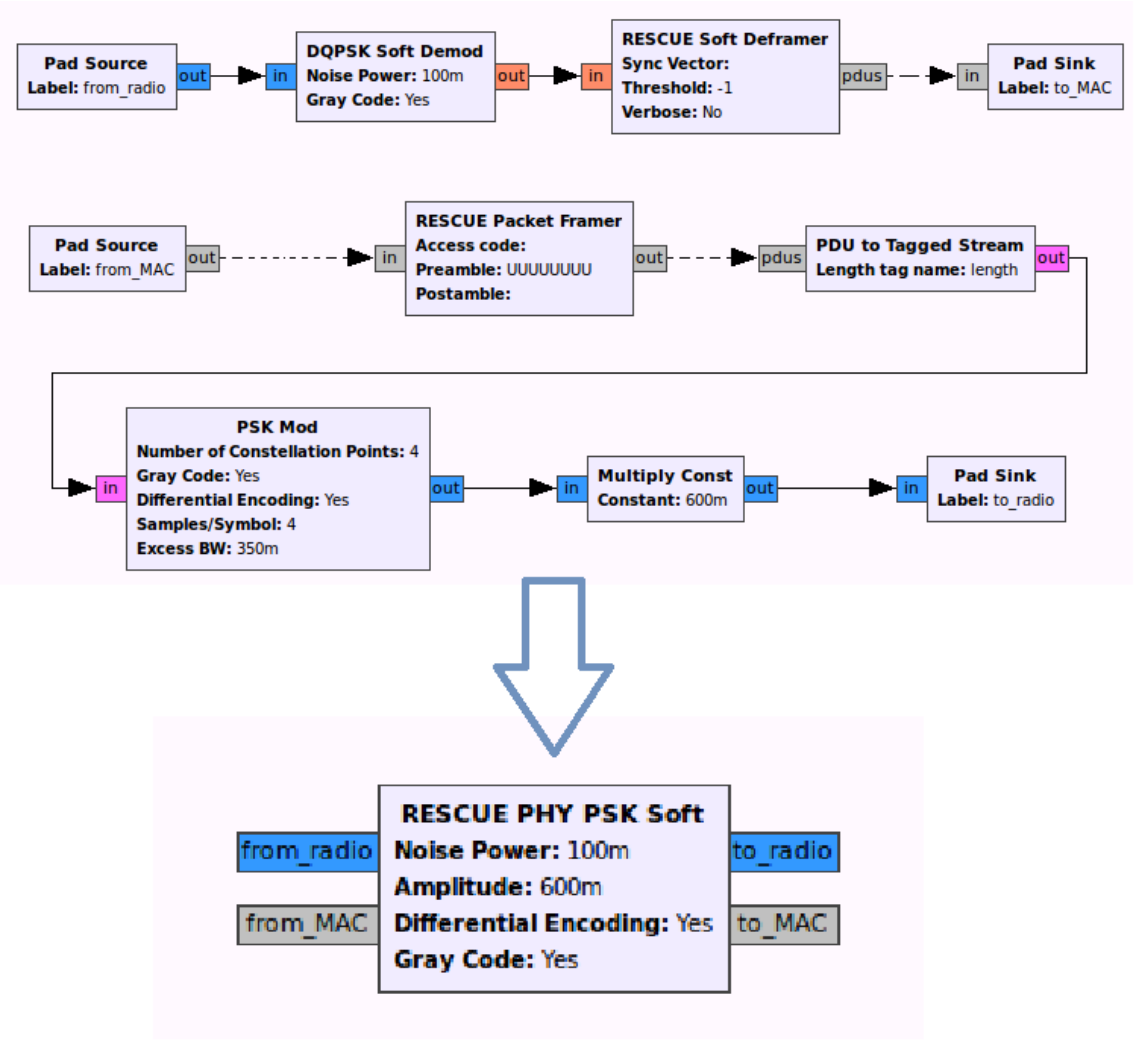 Pad Source
Label: from_radio
out
in
DQPSK Soft Demod
Noise Power: 100m
Gray Code: Yes
out
in
RESCUE Soft Deframer
Sync Vector:
Threshold: -1
Verbose: No
pdus
in
Pad Sink
Label: to_MAC
Pad Source
Label: from_MAC
out
in
RESCUE Packet Framer
Access code:
Preamble: UUUUUUUU
Postamble:
out
pdus
PDU to Tagged Stream
Length tag name: length
out
in
PSK Mod
Number of Constellation Points: 4
Gray Code: Yes
Differential Encoding: Yes
Samples/Symbol: 4
Excess BW: 350m
out
in
Multiply Const
Constant: 600m
out
in
Pad Sink
Label: to_radio
from_radio
from_MAC
RESCUE PHY PSK Soft
Noise Power: 100m
Amplitude: 600m
Differential Encoding: Yes
Gray Code: Yes
to_radio
to_MAC